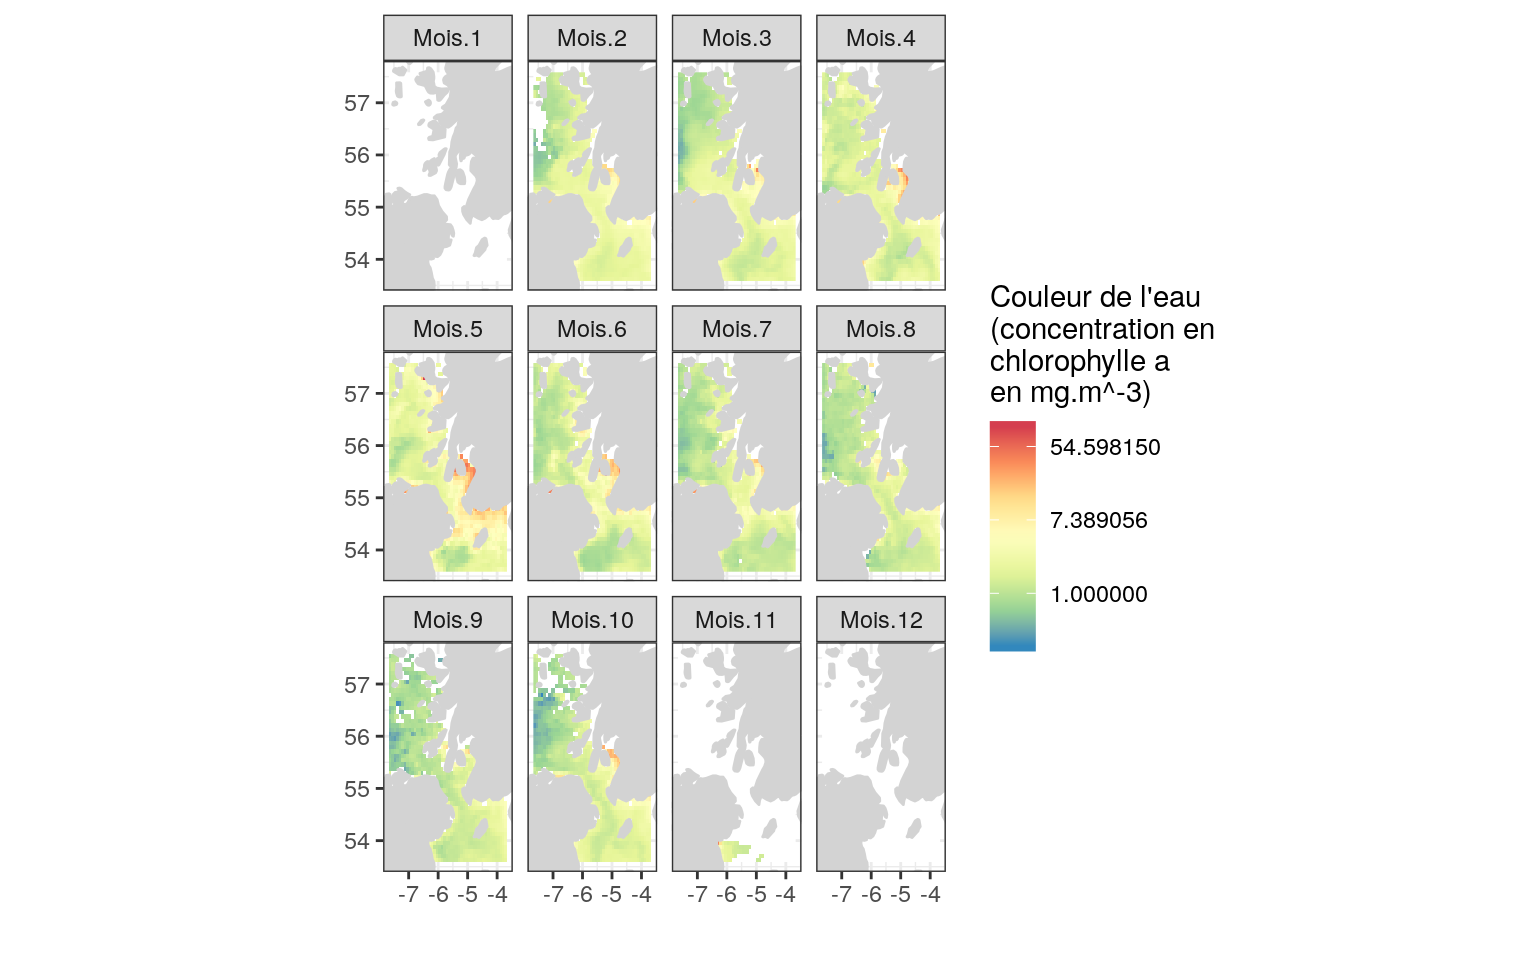 Mois.1 Mois.2 Mois.3 Mois.4
57
56
55
54
Mois.5 Mois.6 Mois.7 Mois.8
57
56
55
54
Mois.9 Mois.10 Mois.11 Mois.12
57
56
55
54
-7 -6 -5 -4 -7 -6 -5 -4 -7 -6 -5 -4 -7 -6 -5 -4
Couleur de l'eau
(concentration en
chlorophylle a
en mg.m^-3)
54.598150
7.389056
1.000000